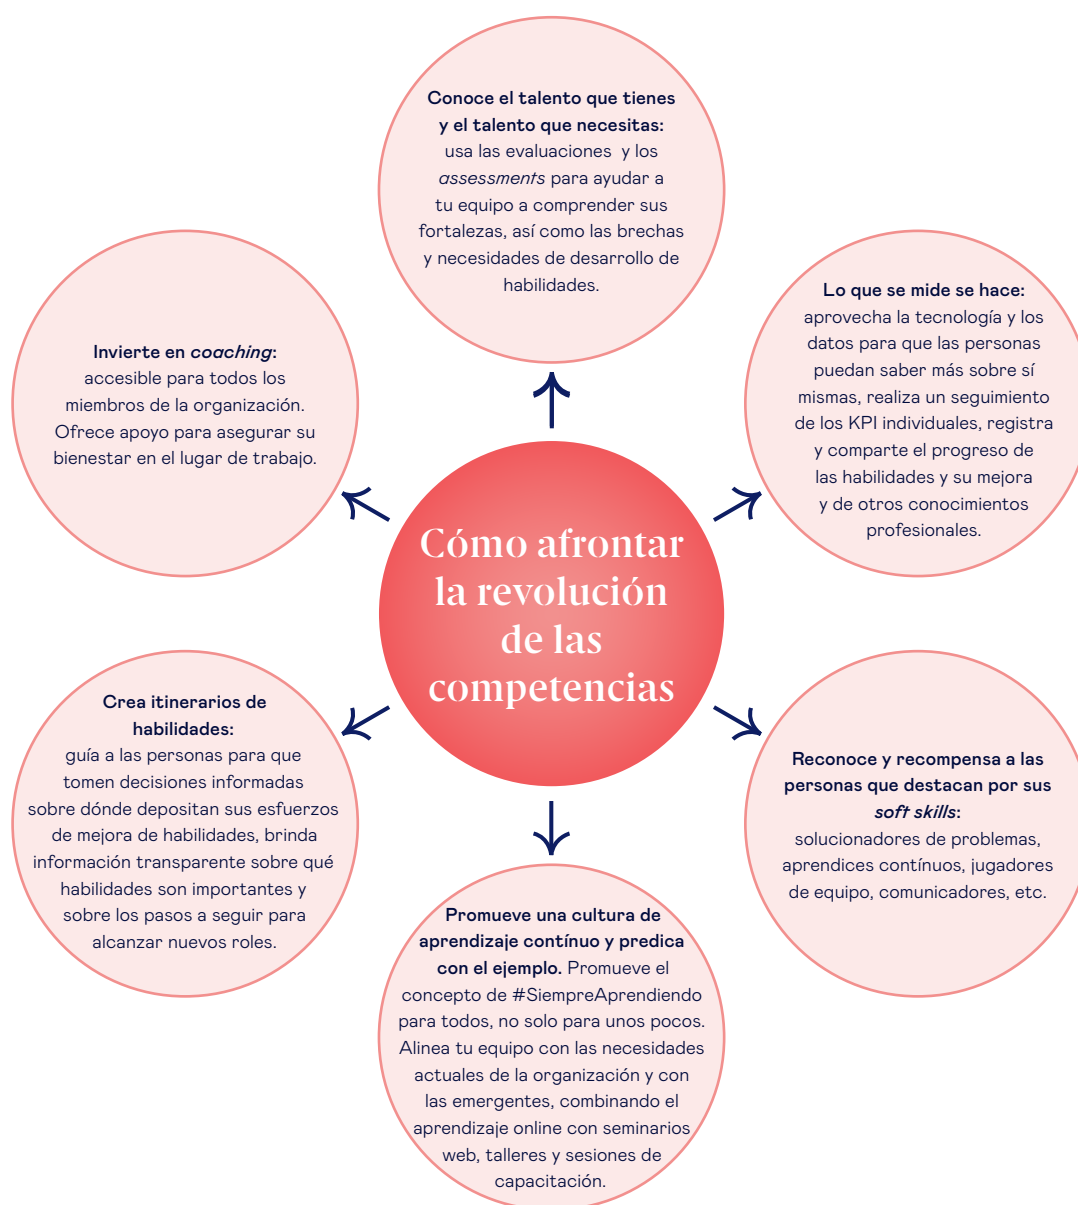 Conoce el talento que tienes
y el talento que necesitas:
usa las evaluaciones y los
assessments para ayudar a
tu equipo a comprender sus
fortalezas, así como las brechas
y necesidades de desarrollo de
habilidades.
Lo que se mide se hace:
aprovecha la tecnología y los
datos para que las personas
puedan saber más sobre sí
mismas, realiza un seguimiento
de los KPI individuales, registra
y comparte el progreso de
las habilidades y su mejora
y de otros conocimientos
profesionales.
Invierte en coaching:
accesible para todos los
miembros de la organización.
Ofrece apoyo para asegurar su
bienestar en el lugar de trabajo.
Cómo afrontar
la revolución
de las
competencias
Crea itinerarios de
habilidades:
guía a las personas para que
tomen decisiones informadas
sobre dónde depositan sus esfuerzos
de mejora de habilidades, brinda
información transparente sobre qué
habilidades son importantes y
sobre los pasos a seguir para
alcanzar nuevos roles.
Reconoce y recompensa a las
personas que destacan por sus
soft skills:
solucionadores de problemas,
aprendices contínuos, jugadores
de equipo, comunicadores, etc.
Promueve una cultura de
aprendizaje contínuo y predica
con el ejemplo. Promueve el
concepto de #SiempreAprendiendo
para todos, no solo para unos pocos.
Alinea tu equipo con las necesidades
actuales de la organización y con
las emergentes, combinando el
aprendizaje online con seminarios
web, talleres y sesiones de
capacitación.